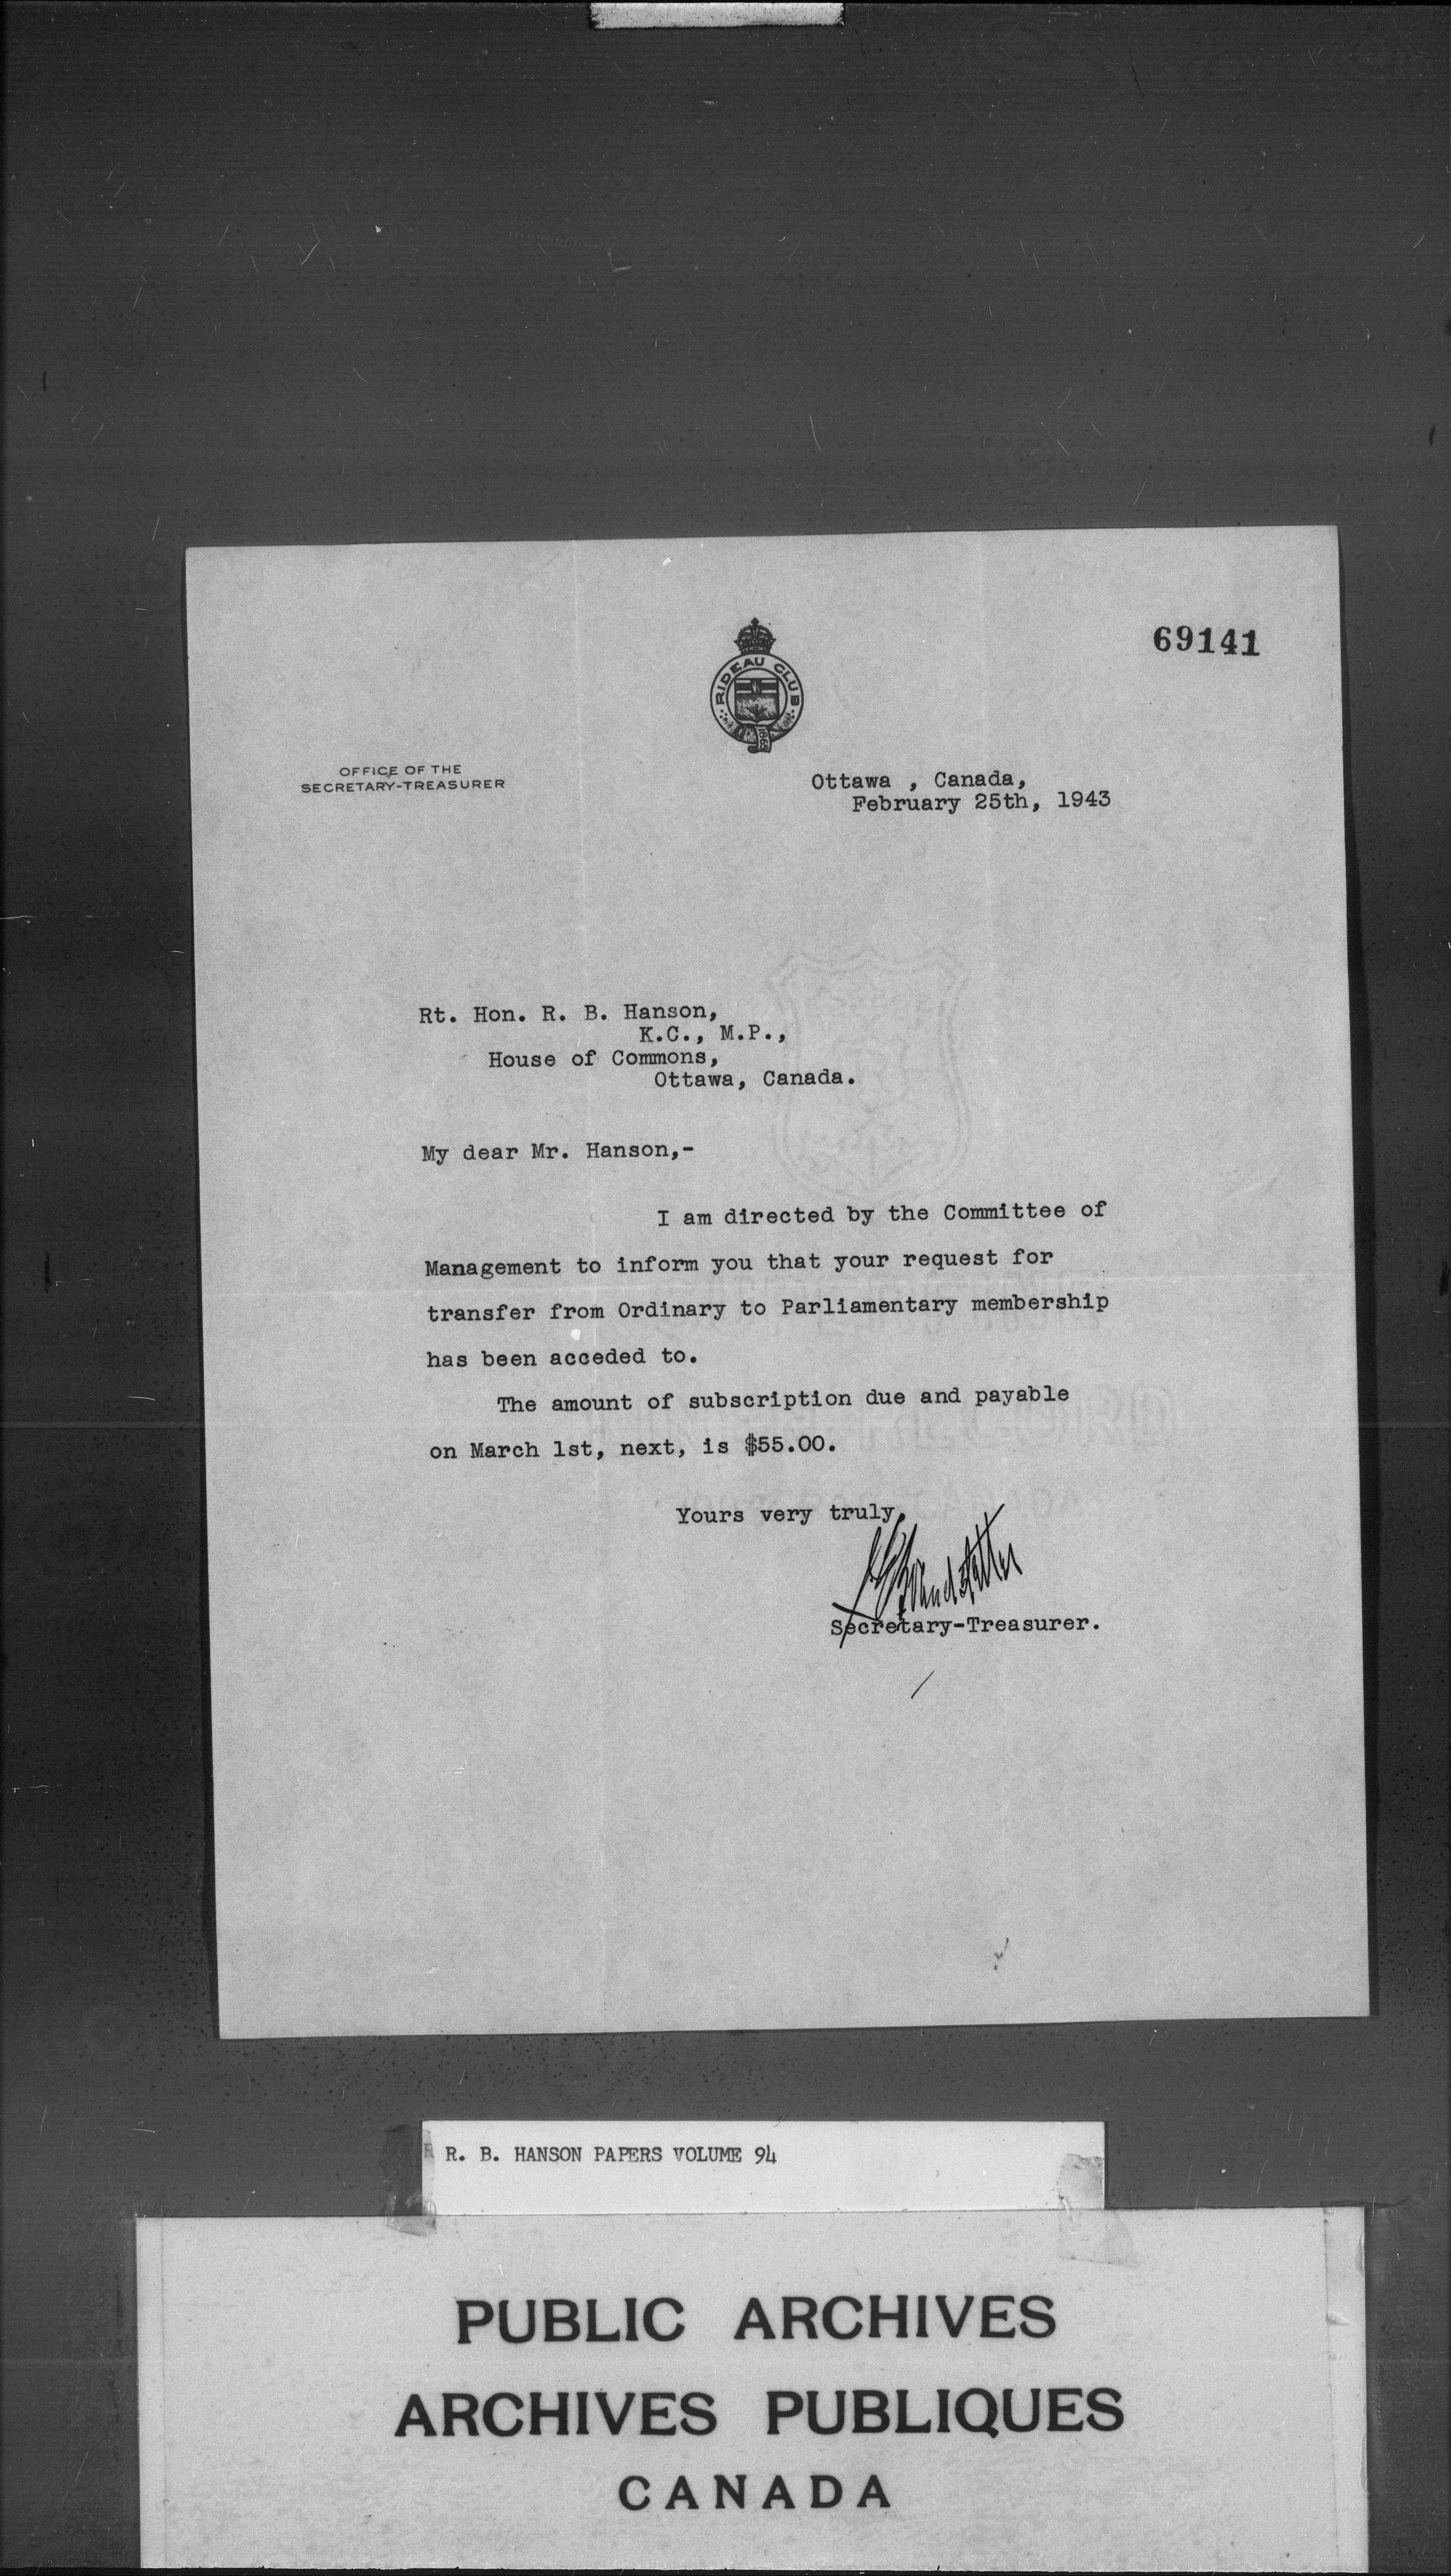 69141
RIDEAU CLUB
1865
OFFICE OF THE
SECRETARY-TREASURER
Ottawa , Canada,
February 25th, 1943
Rt. Hon. R. B. Hanson,
K.C., M.P.,
House of Commons,
Ottawa, Canada.
My dear Mr. Hanson,-
I am directed by the Committee of
Management to inform you that your request for
transfer from Ordinary to Parliamentary membership
has been acceded to.
The amount of subscription due and payable
on March 1st, next, is $55.00.
Yours very truly,
Secretary-Treasurer.
R. B. HANSON PAPERS VOLUME 94
PUBLIC ARCHIVES
ARCHIVES PUBLIQUES
CANADA